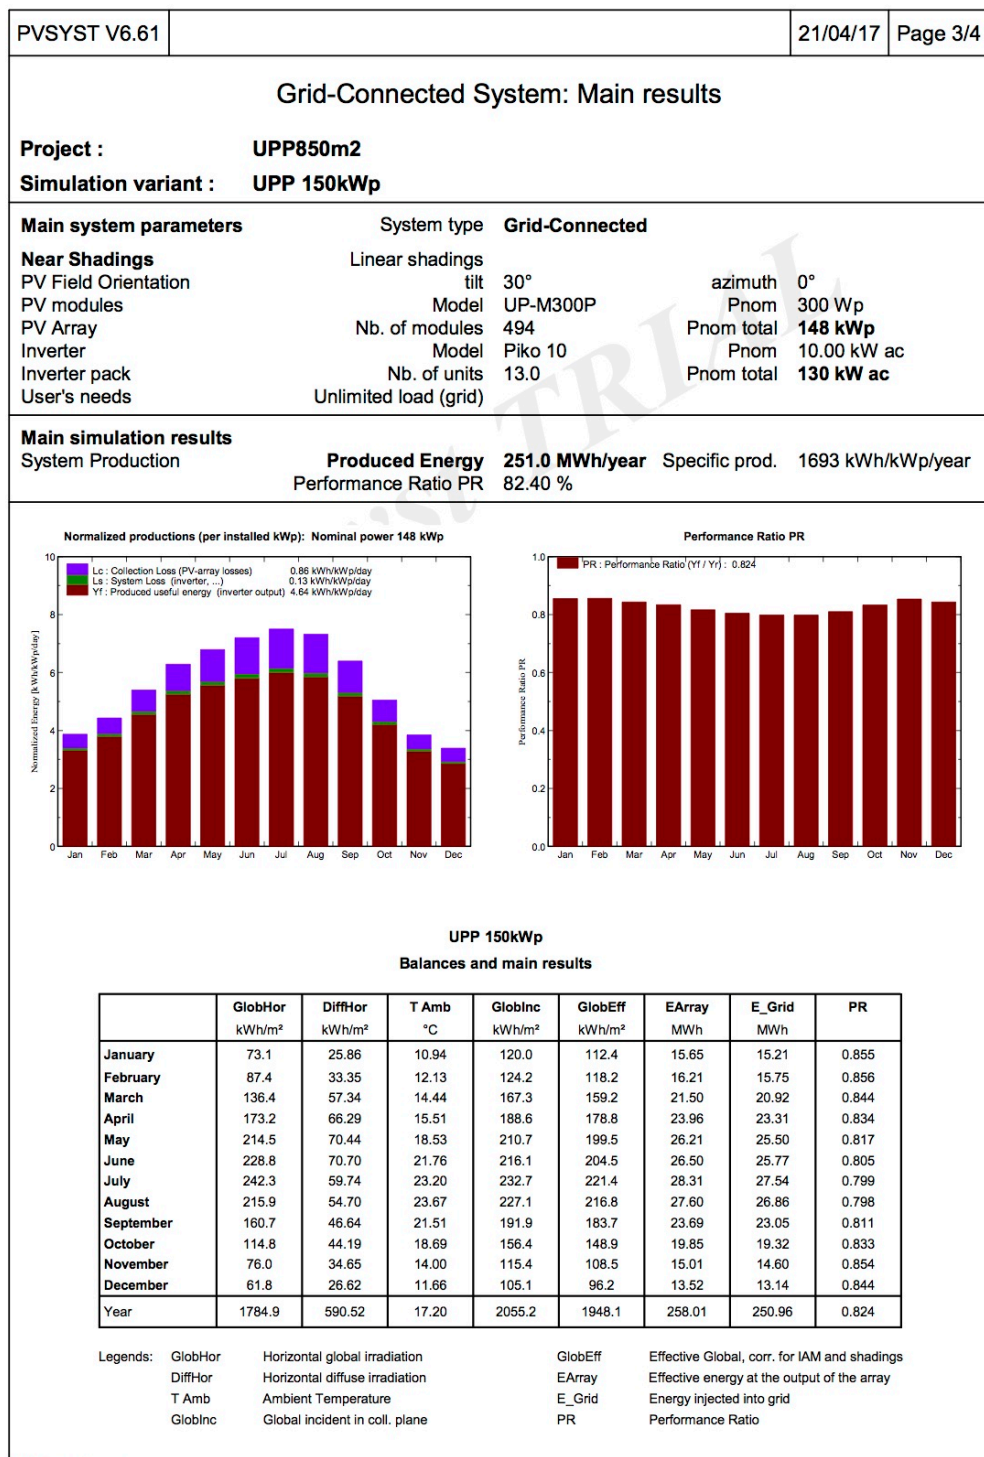 PVSYST V6.61 21/04/17 Page 3/4
Grid-Connected System: Main results
Project : UPP850m2
Simulation variant : UPP 150kWp
Main system parameters System type Grid-Connected
Near Shadings Linear shadings
PV Field Orientation tilt 30° azimuth 0°
PV modules Model UP-M300P Pnom 300 Wp
PV Array Nb. of modules 494 Pnom total 148 kWp
Inverter Model Piko 10 Pnom 10.00 kW ac
Inverter pack Nb. of units 13.0 Pnom total 130 kW ac
User's needs Unlimited load (grid)
Main simulation results
System Production Produced Energy 251.0 MWh/year Specific prod. 1693 kWh/kWp/year
Performance Ratio PR 82.40 %
TRIAL
Normalized productions (per installed kWp): Nominal power 148 kWp
Lc : Collection Loss (PV-array losses) 0.86 kWh/kWp/day
Ls : System Loss (inverter, ...) 0.13 kWh/kWp/day
Yf : Produced useful energy (inverter output) 4.64 kWh/kWp/day
Normalized Energy [kWh/kWp/day]
10
8
6
4
2
0
Jan Feb Mar Apr May Jun Jul Aug Sep Oct Nov Dec
Performance Ratio PR
PR : Performance Ratio (Yf / Yr) : 0.824
Performance Ratio PR
1.0
0.8
0.6
0.4
0.2
0.0
Jan Feb Mar Apr May Jun Jul Aug Sep Oct Nov Dec
UPP 150kWp
Balances and main results
GlobHor DiffHor T Amb GlobInc GlobEff EArray E_Grid PR
kWh/m² kWh/m² °C kWh/m² kWh/m² MWh MWh
January 73.1 25.86 10.94 120.0 112.4 15.65 15.21 0.855
February 87.4 33.35 12.13 124.2 118.2 16.21 15.75 0.856
March 136.4 57.34 14.44 167.3 159.2 21.50 20.92 0.844
April 173.2 66.29 15.51 188.6 178.8 23.96 23.31 0.834
May 214.5 70.44 18.53 210.7 199.5 26.21 25.50 0.817
June 228.8 70.70 21.76 216.1 204.5 26.50 25.77 0.805
July 242.3 59.74 23.20 232.7 221.4 28.31 27.54 0.799
August 215.9 54.70 23.67 227.1 216.8 27.60 26.86 0.798
September 160.7 46.64 21.51 191.9 183.7 23.69 23.05 0.811
October 114.8 44.19 18.69 156.4 148.9 19.85 19.32 0.833
November 76.0 34.65 14.00 115.4 108.5 15.01 14.60 0.854
December 61.8 26.62 11.66 105.1 96.2 13.52 13.14 0.844
Year 1784.9 590.52 17.20 2055.2 1948.1 258.01 250.96 0.824
Legends: GlobHor Horizontal global irradiation GlobEff Effective Global, corr. for IAM and shadings
DiffHor Horizontal diffuse irradiation EArray Effective energy at the output of the array
T Amb Ambient Temperature E_Grid Energy injected into grid
GlobInc Global incident in coll. plane PR Performance Ratio